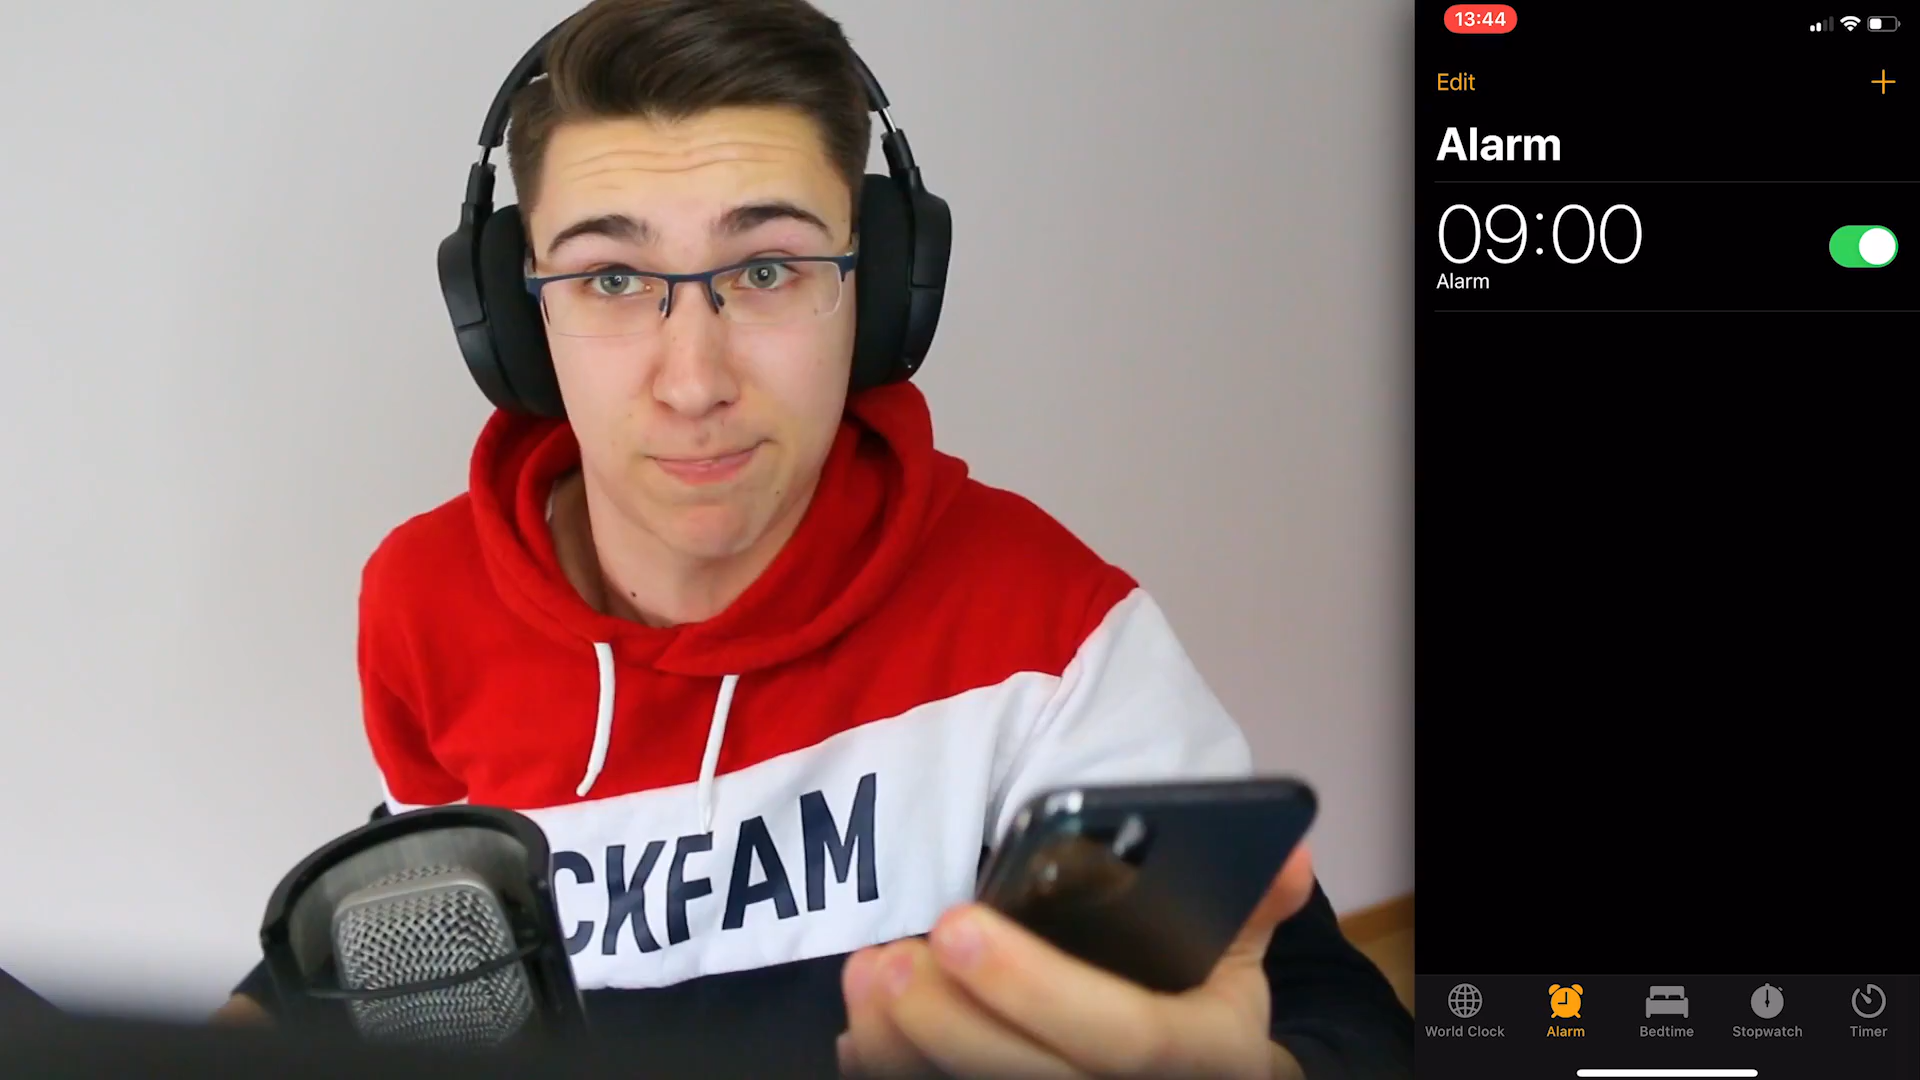 CKFAM
13:44
Edit
Alarm
09:00
Alarm
World Clock Alarm Bedtime Stopwatch Timer